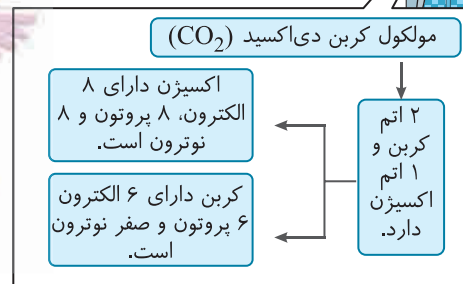 مولکول کربن دی‌اکسید (CO₂)
اکسیژن دارای ۸
الکترون، ۸ پروتون و ۸
نوترون است.
۲ اتم
کربن و
۱ اتم
اکسیژن
دارد.
کربن دارای ۶ الکترون
۶ پروتون و صفر نوترون
است.